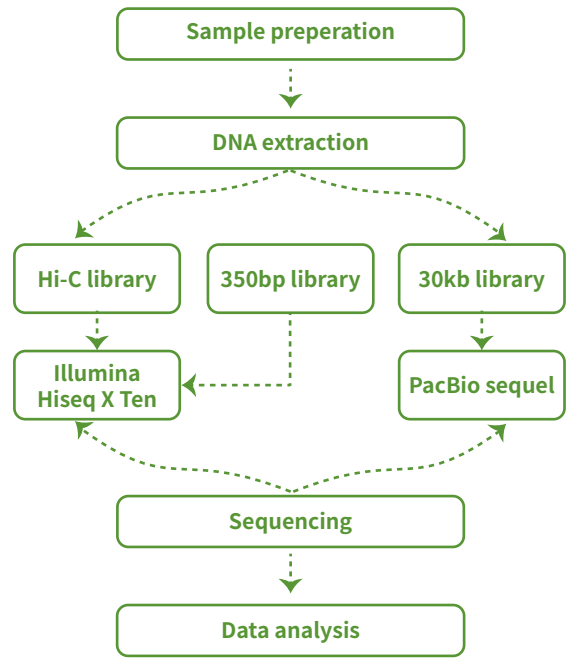 Sample preperation
DNA extraction
Hi-C library
350bp library
30kb library
Illumina
Hiseq X Ten
PacBio sequel
Sequencing
Data analysis